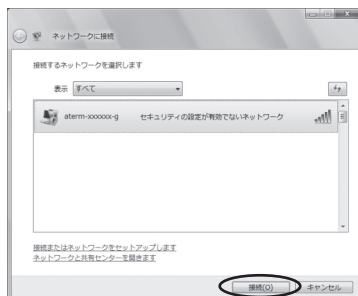 ネットワークに接続
接続するネットワークを選択します
表示 すべて
aterm-xxxxxx-g セキュリティの設定が有効でないネットワーク
接続またはネットワークをセットアップします
ネットワークと共有センターを開きます
接続(O) キャンセル